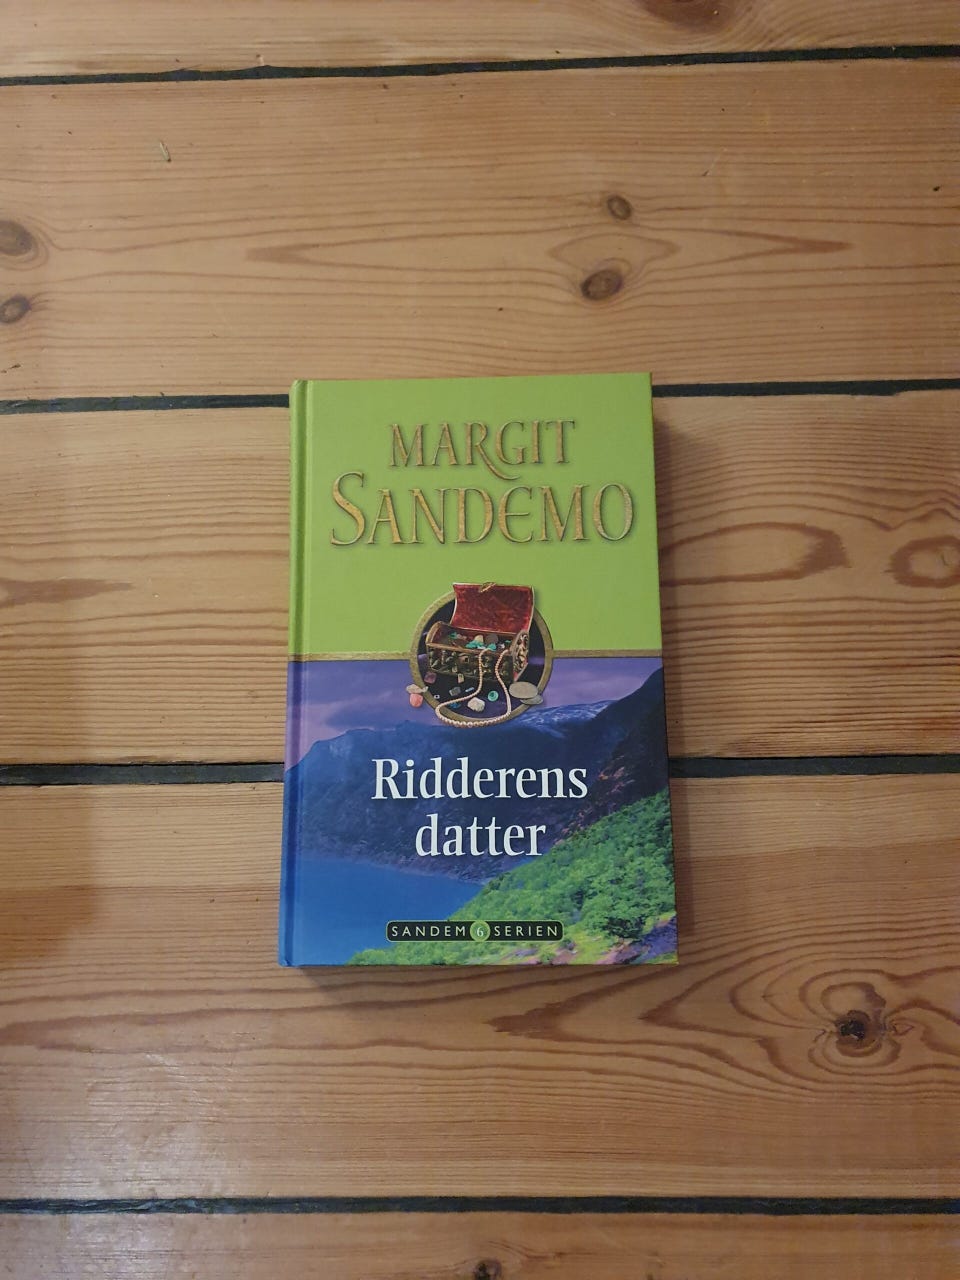 MARGIT
SANDEMO
Ridderens
datter
SANDEM 6 SERIEN